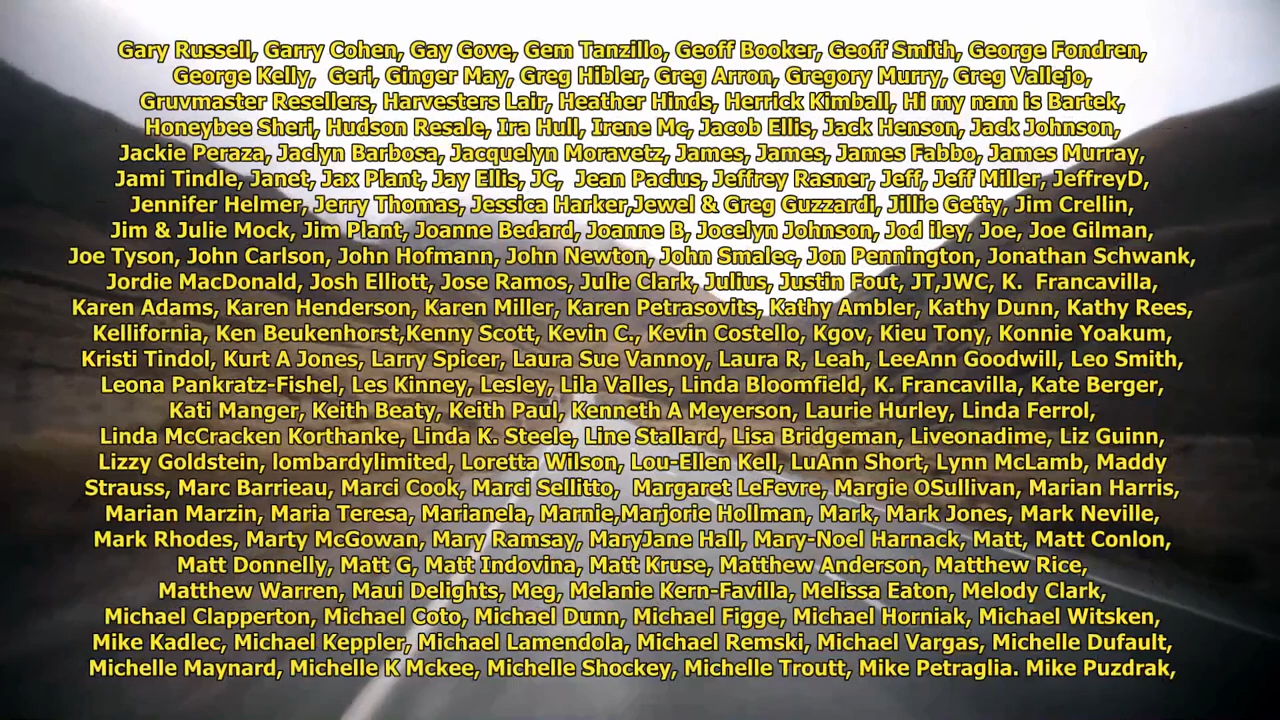 Gary Russell, Garry Cohen, Gay Gove, Gem Tanzillo, Geoff Booker, Geoff Smith, George Fondren,
George Kelly,  Geri, Ginger May, Greg Hibler, Greg Arron, Gregory Murry, Greg Vallejo,
Gruvmaster Resellers, Harvesters Lair, Heather Hinds, Herrick Kimball, Hi my nam is Bartek,
Honeybee Sheri, Hudson Resale, Ira Hull, Irene Mc, Jacob Ellis, Jack Henson, Jack Johnson,
Jackie Peraza, Jaclyn Barbosa, Jacquelyn Moravetz, James, James, James Fabbo, James Murray,
Jami Tindle, Janet, Jax Plant, Jay Ellis, JC,  Jean Pacius, Jeffrey Rasner, Jeff, Jeff Miller, JeffreyD,
Jennifer Helmer, Jerry Thomas, Jessica Harker,Jewel & Greg Guzzardi, Jillie Getty, Jim Crellin,
Jim & Julie Mock, Jim Plant, Joanne Bedard, Joanne B, Jocelyn Johnson, Jod iley, Joe, Joe Gilman,
Joe Tyson, John Carlson, John Hofmann, John Newton, John Smalec, Jon Pennington, Jonathan Schwank,
Jordie MacDonald, Josh Elliott, Jose Ramos, Julie Clark, Julius, Justin Fout, JT,JWC, K.  Francavilla,
Karen Adams, Karen Henderson, Karen Miller, Karen Petrasovits, Kathy Ambler, Kathy Dunn, Kathy Rees,
Kellifornia, Ken Beukenhorst,Kenny Scott, Kevin C., Kevin Costello, Kgov, Kieu Tony, Konnie Yoakum,
Kristi Tindol, Kurt A Jones, Larry Spicer, Laura Sue Vannoy, Laura R, Leah, LeeAnn Goodwill, Leo Smith,
Leona Pankratz-Fishel, Les Kinney, Lesley, Lila Valles, Linda Bloomfield, K. Francavilla, Kate Berger,
Kati Manger, Keith Beaty, Keith Paul, Kenneth A Meyerson, Laurie Hurley, Linda Ferrol,
Linda McCracken Korthanke, Linda K. Steele, Line Stallard, Lisa Bridgeman, Liveonadime, Liz Guinn,
Lizzy Goldstein, lombardylimited, Loretta Wilson, Lou-Ellen Kell, LuAnn Short, Lynn McLamb, Maddy
Strauss, Marc Barrieau, Marci Cook, Marci Sellitto,  Margaret LeFevre, Margie OSullivan, Marian Harris,
Marian Marzin, Maria Teresa, Marianela, Marnie,Marjorie Hollman, Mark, Mark Jones, Mark Neville,
Mark Rhodes, Marty McGowan, Mary Ramsay, MaryJane Hall, Mary-Noel Harnack, Matt, Matt Conlon,
Matt Donnelly, Matt G, Matt Indovina, Matt Kruse, Matthew Anderson, Matthew Rice,
Matthew Warren, Maui Delights, Meg, Melanie Kern-Favilla, Melissa Eaton, Melody Clark,
Michael Clapperton, Michael Coto, Michael Dunn, Michael Figge, Michael Horniak, Michael Witsken,
Mike Kadlec, Michael Keppler, Michael Lamendola, Michael Remski, Michael Vargas, Michelle Dufault,
Michelle Maynard, Michelle K Mckee, Michelle Shockey, Michelle Troutt, Mike Petraglia. Mike Puzdrak,